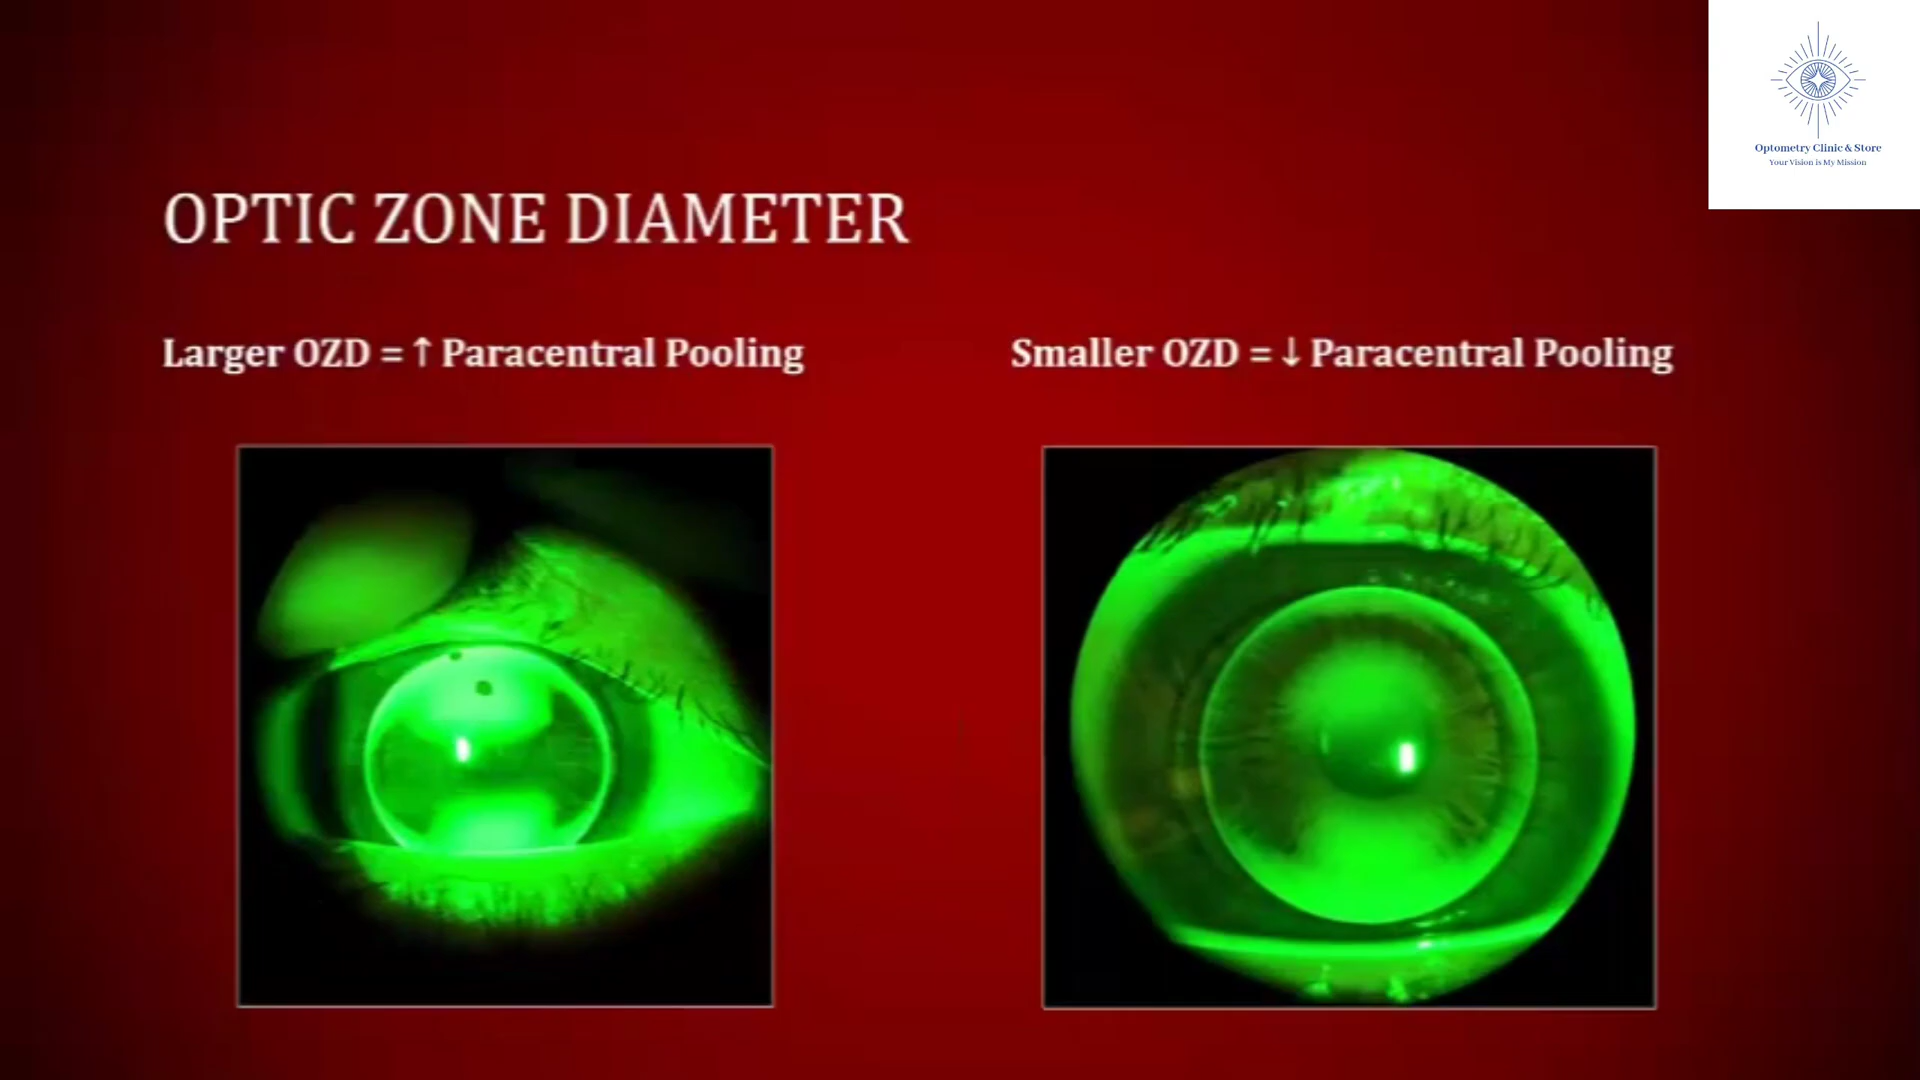 Optometry Clinic & Store
Your Vision is My Mission
OPTIC ZONE DIAMETER
Larger OZD = ↑ Paracentral Pooling
Smaller OZD = ↓ Paracentral Pooling